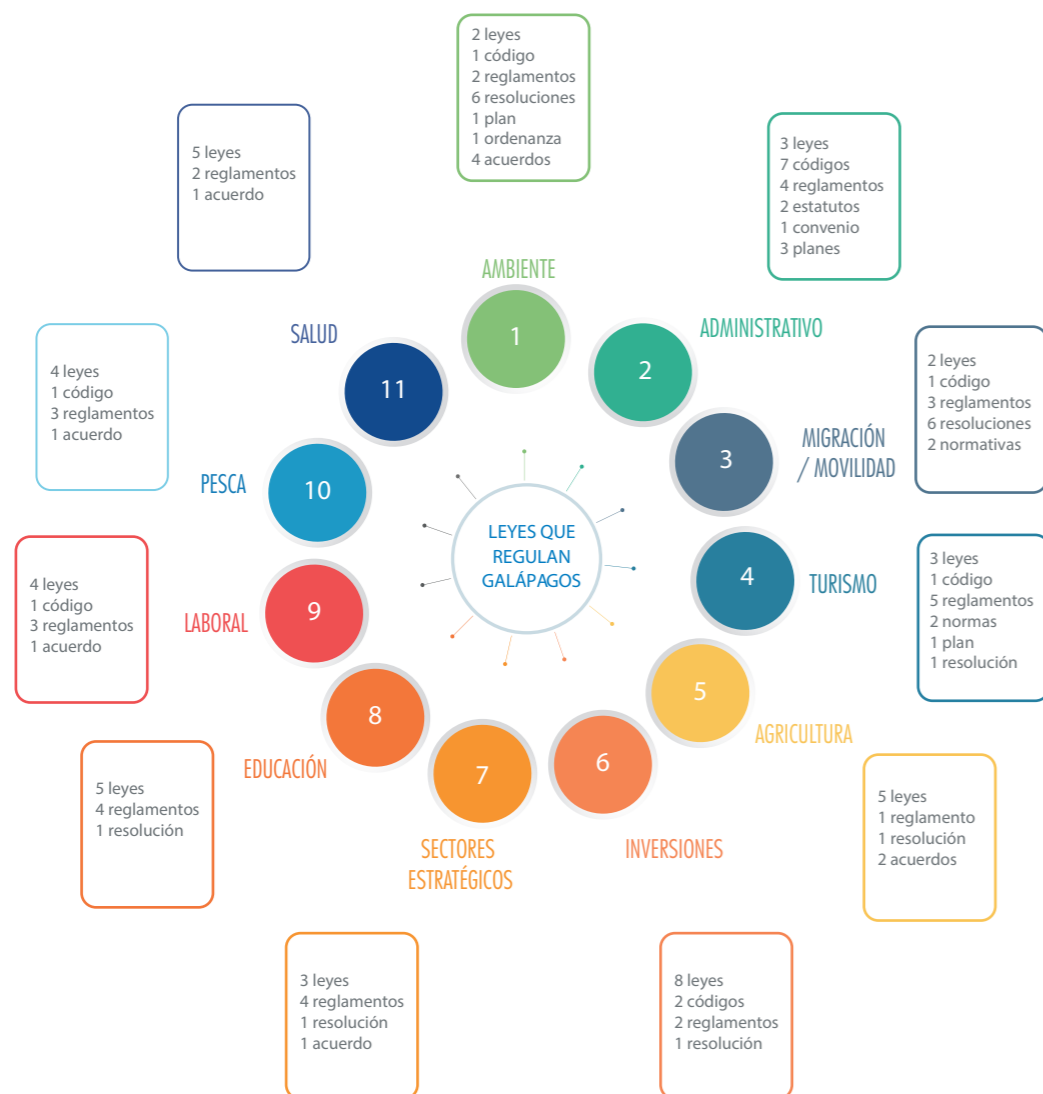 LEYES QUE
REGULAN
GALÁPAGOS
1
AMBIENTE
2 leyes
1 código
2 reglamentos
6 resoluciones
1 plan
1 ordenanza
4 acuerdos
2
ADMINISTRATIVO
3 leyes
7 códigos
4 reglamentos
2 estatutos
1 convenio
3 planes
3
MIGRACIÓN
/ MOVILIDAD
2 leyes
1 código
3 reglamentos
6 resoluciones
2 normativas
4
TURISMO
3 leyes
1 código
5 reglamentos
2 normas
1 plan
1 resolución
5
AGRICULTURA
5 leyes
1 reglamento
1 resolución
2 acuerdos
6
INVERSIONES
8 leyes
2 códigos
2 reglamentos
1 resolución
7
SECTORES
ESTRATÉGICOS
3 leyes
4 reglamentos
1 resolución
1 acuerdo
8
EDUCACIÓN
5 leyes
4 reglamentos
1 resolución
9
LABORAL
4 leyes
1 código
3 reglamentos
1 acuerdo
10
PESCA
4 leyes
1 código
3 reglamentos
1 acuerdo
11
SALUD
5 leyes
2 reglamentos
1 acuerdo